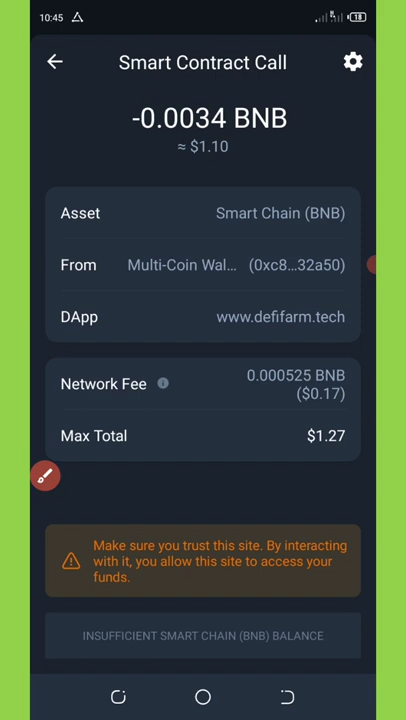 10:45
Smart Contract Call
-0.0034 BNB
≈ $1.10
Asset Smart Chain (BNB)
From Multi-Coin Wal... (0xc8...32a50)
DApp www.defifarm.tech
Network Fee 0.000525 BNB
($0.17)
Max Total $1.27
Make sure you trust this site. By interacting
with it, you allow this site to access your
funds.
INSUFFICIENT SMART CHAIN (BNB) BALANCE